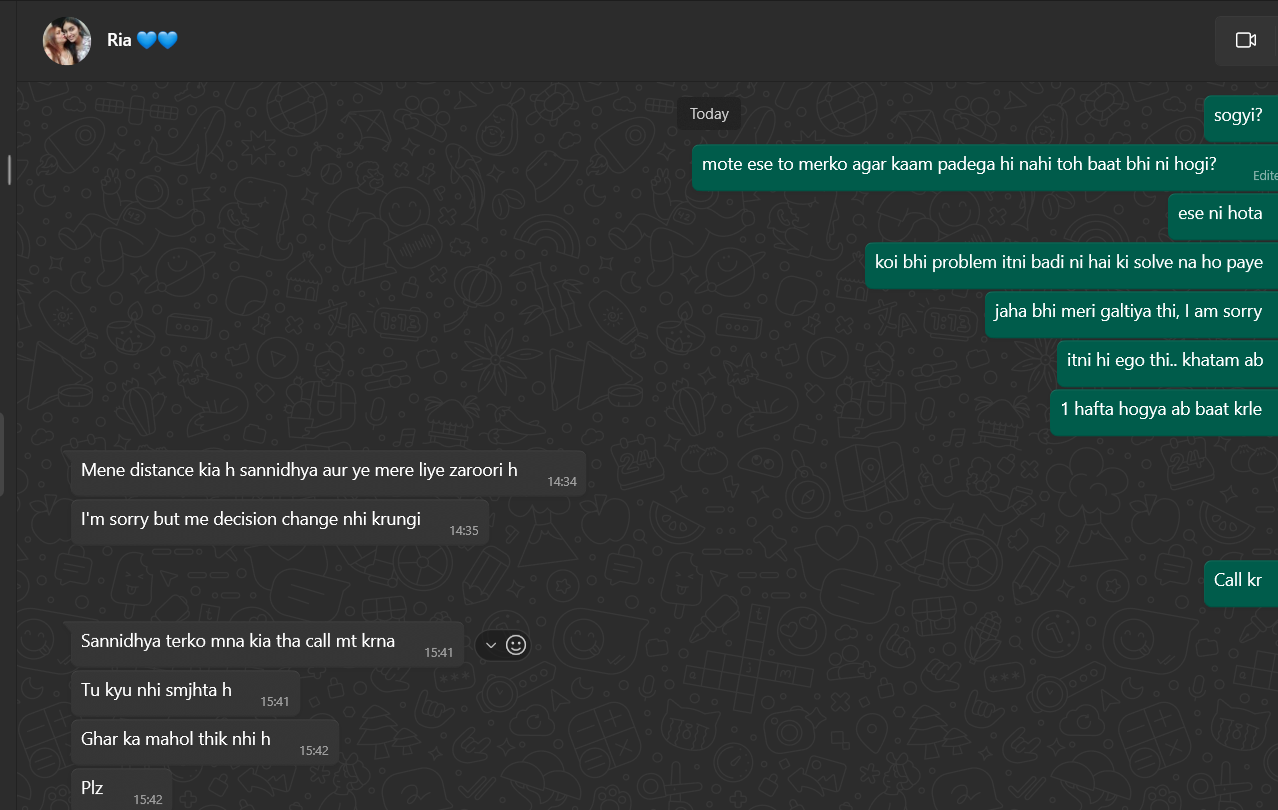 Ria 💙💙
Today
sogyi?
mote ese to merko agar kaam padega hi nahi toh baat bhi ni hogi?
ese ni hota
koi bhi problem itni badi ni hai ki solve na ho paye
jaha bhi meri galtiya thi, I am sorry
itni hi ego thi.. khatam ab
1 hafta hogya ab baat krle
Mene distance kia h sannidhya aur ye mere liye zaroori h
14:34
I'm sorry but me decision change nhi krungi
14:35
Call kr
Sannidhya terko mna kia tha call mt krna
15:41
Tu kyu nhi smjhta h
15:41
Ghar ka mahol thik nhi h
15:42
Plz
15:42